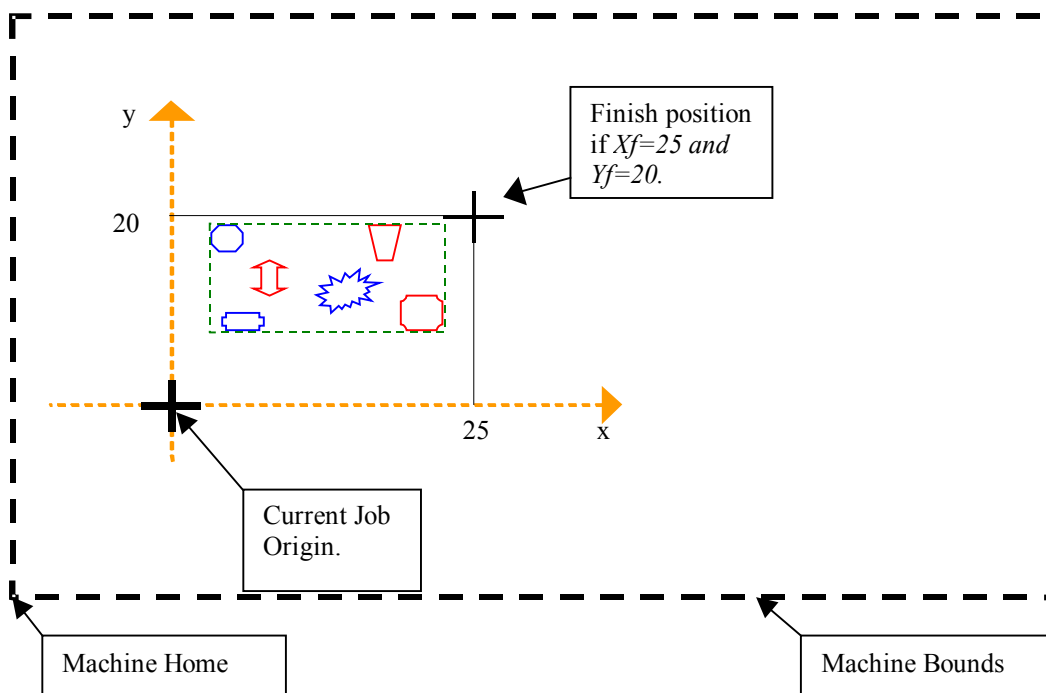 y
Finish position
if Xf=25 and
Yf=20.
20
25
x
Current Job
Origin.
Machine Home
Machine Bounds